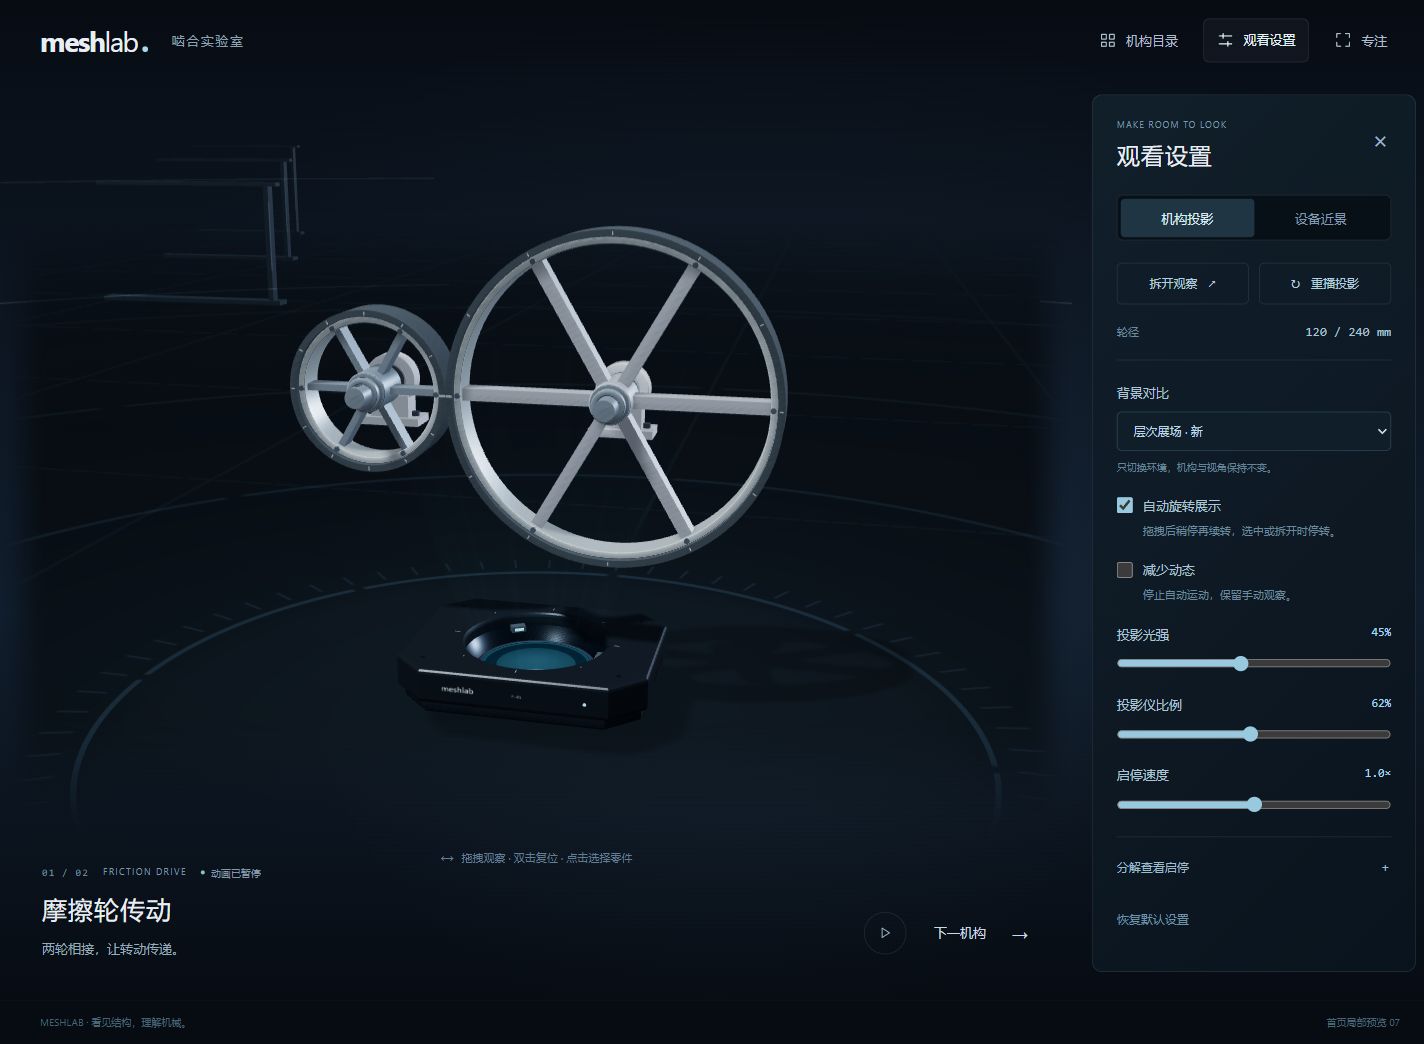 meshlab. 啮合实验室
机构目录 观看设置 专注
MAKE ROOM TO LOOK
观看设置
机构投影 设备近景
拆开观察 ↗ ↻ 重播投影
轮径 120 / 240 mm
背景对比
层次展场 · 新
只切换环境，机构与视角保持不变。
自动旋转展示
拖拽后稍停再续转，选中或拆开时停转。
减少动态
停止自动运动，保留手动观察。
投影光强 45%
投影仪比例 62%
启停速度 1.0×
分解查看启停 +
恢复默认设置
meshlab
↔ 拖拽观察 · 双击复位 · 点击选择零件
01 / 02 FRICTION DRIVE • 动画已暂停
摩擦轮传动
两轮相接，让转动传递。
下一机构 →
MESHLAB · 看见结构，理解机械。
首页局部预览 07